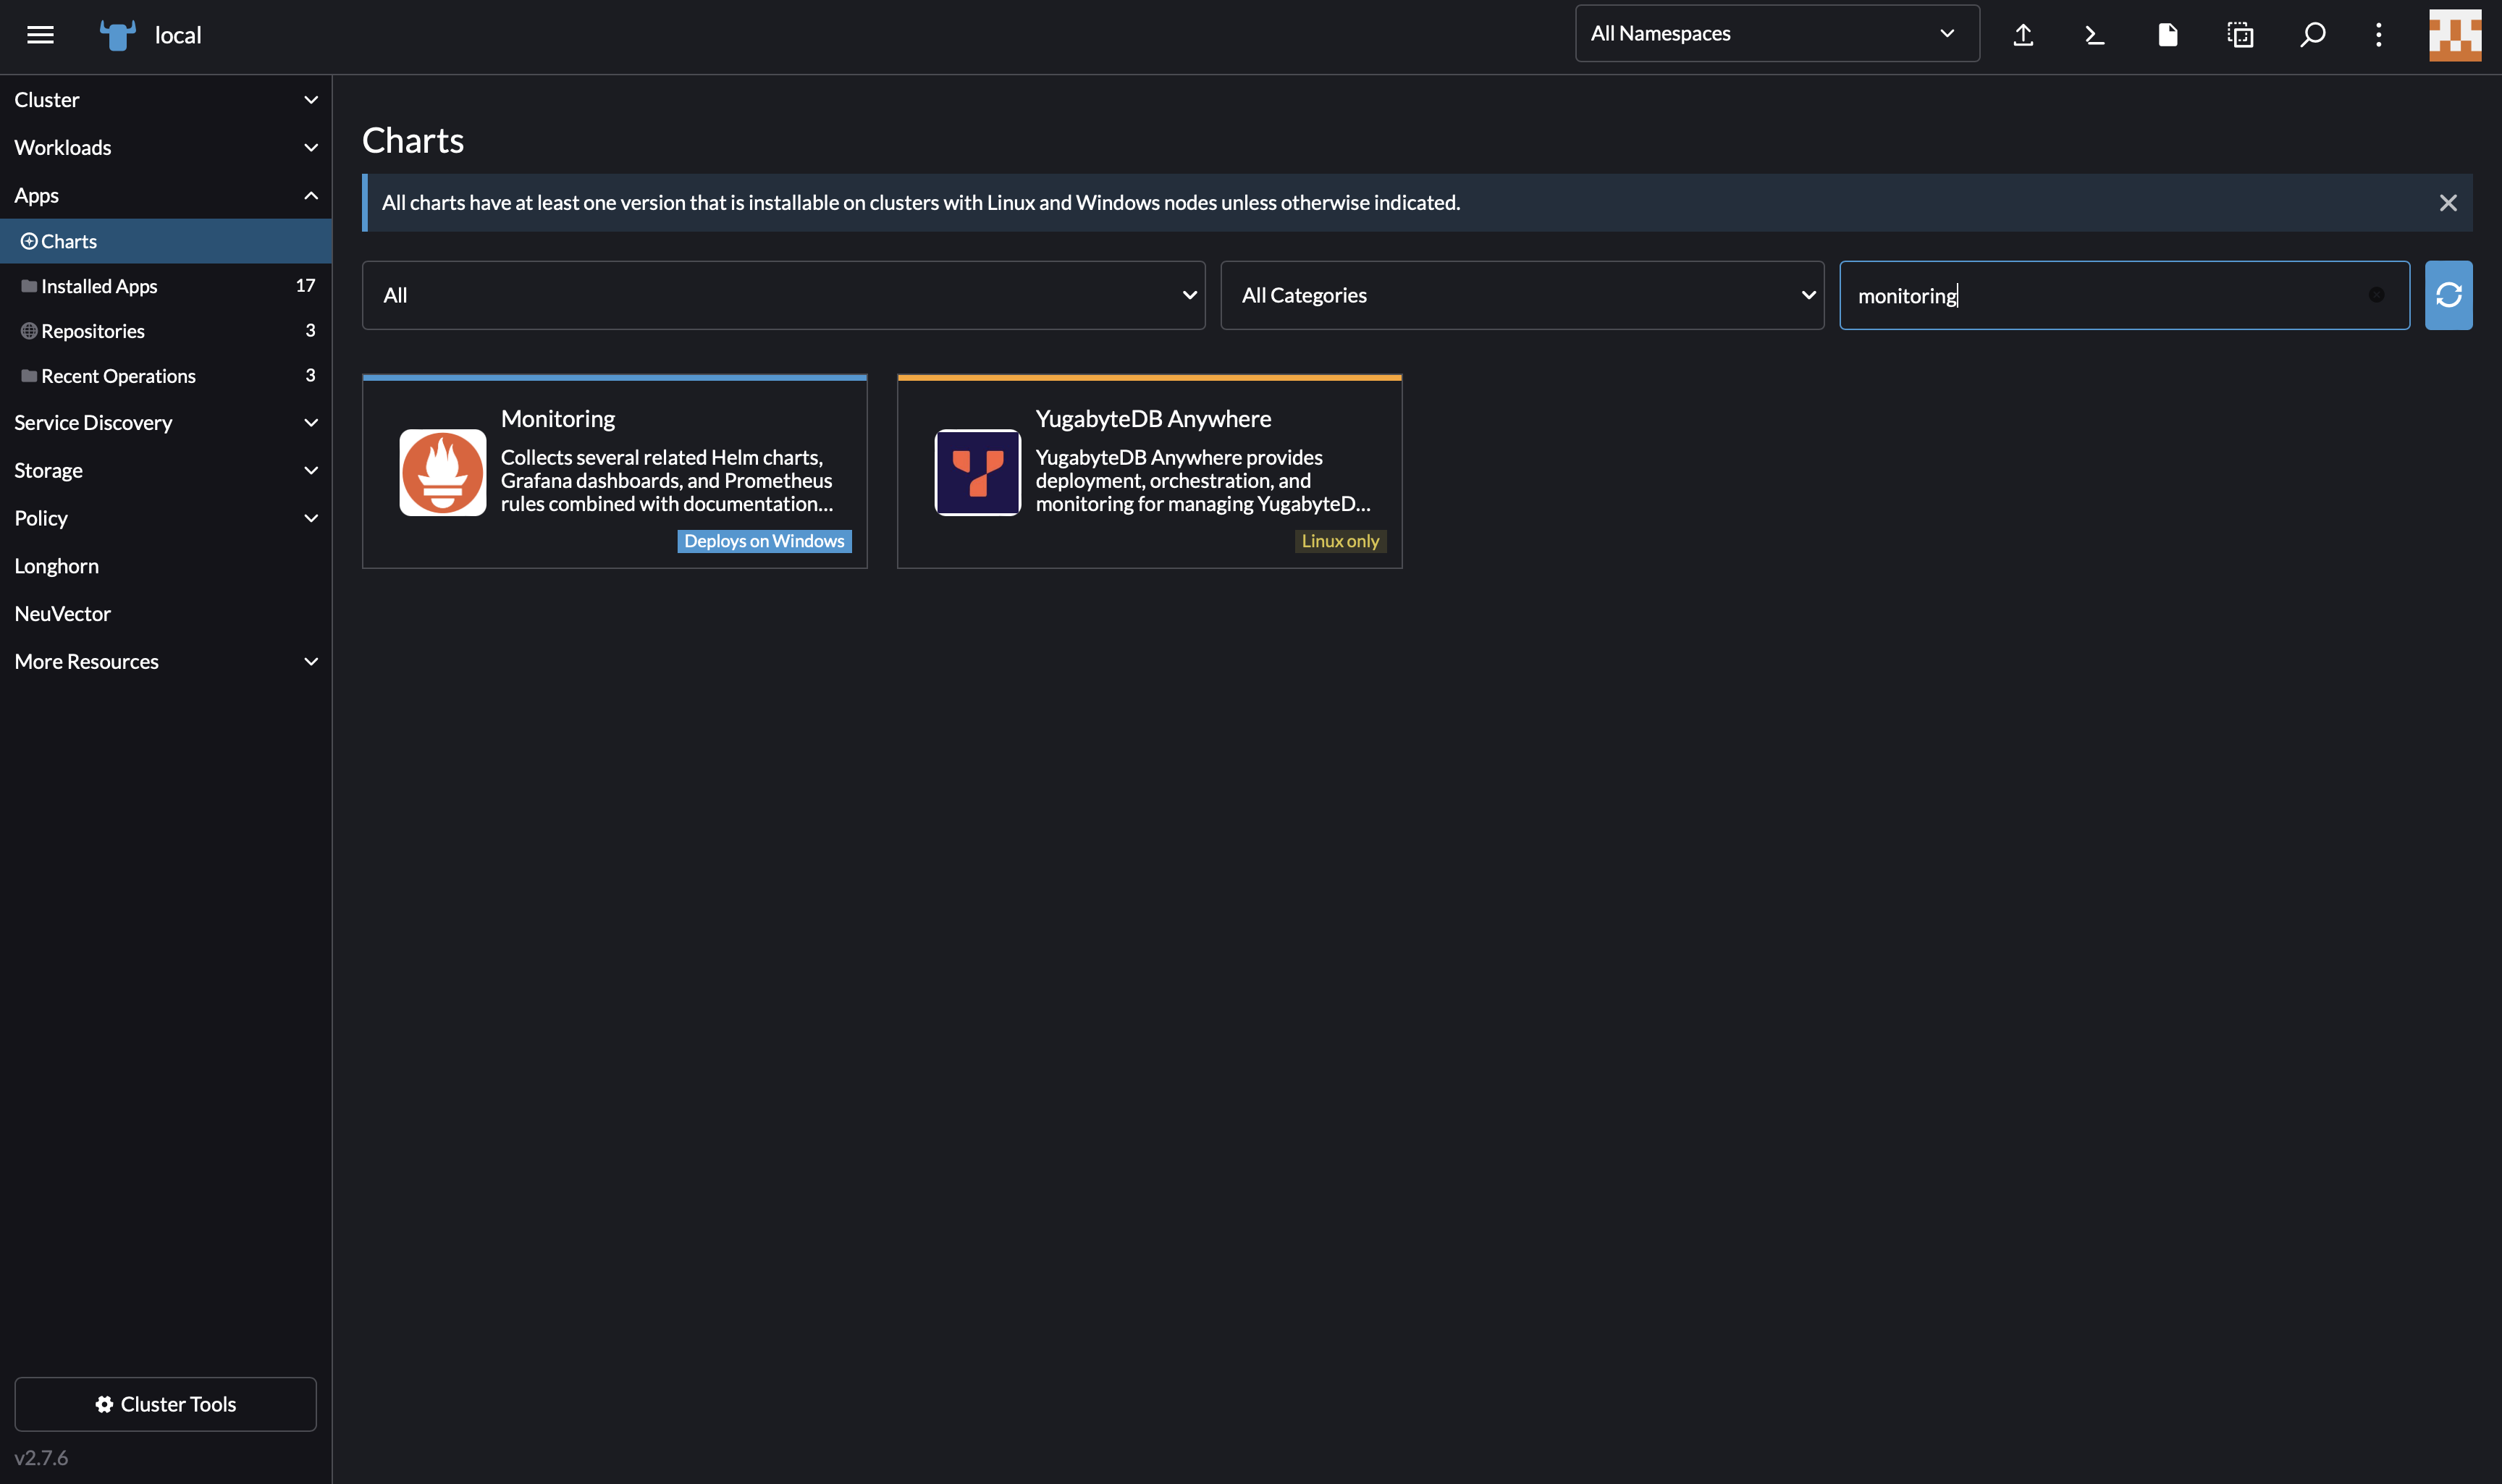 local
All Namespaces
Cluster
Workloads
Apps
Charts
Installed Apps 17
Repositories 3
Recent Operations 3
Service Discovery
Storage
Policy
Longhorn
NeuVector
More Resources
Cluster Tools
v2.7.6
Charts
All charts have at least one version that is installable on clusters with Linux and Windows nodes unless otherwise indicated.
All
All Categories
monitoring
Monitoring
Collects several related Helm charts,
Grafana dashboards, and Prometheus
rules combined with documentation...
Deploys on Windows
YugabyteDB Anywhere
YugabyteDB Anywhere provides
deployment, orchestration, and
monitoring for managing YugabyteD...
Linux only